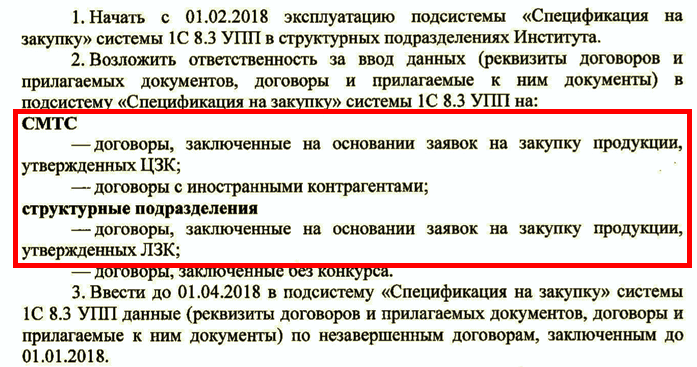 1. Начать с 01.02.2018 эксплуатацию подсистемы «Спецификация на
закупку» системы 1С 8.3 УПП в структурных подразделениях Института.
2. Возложить ответственность за ввод данных (реквизиты договоров и
прилагаемых документов, договоры и прилагаемые к ним документы) в
подсистему «Спецификация на закупку» системы 1С 8.3 УПП на:
СМТС
— договоры, заключенные на основании заявок на закупку продукции,
утвержденных ЦЗК;
— договоры с иностранными контрагентами;
структурные подразделения
— договоры, заключенные на основании заявок на закупку продукции,
утвержденных ЛЗК;
— договоры, заключенные без конкурса.
3. Ввести до 01.04.2018 в подсистему «Спецификация на закупку» системы
1С 8.3 УПП данные (реквизиты договоров и прилагаемых документов, договоры и
прилагаемые к ним документы) по незавершенным договорам, заключенным до
01.01.2018.